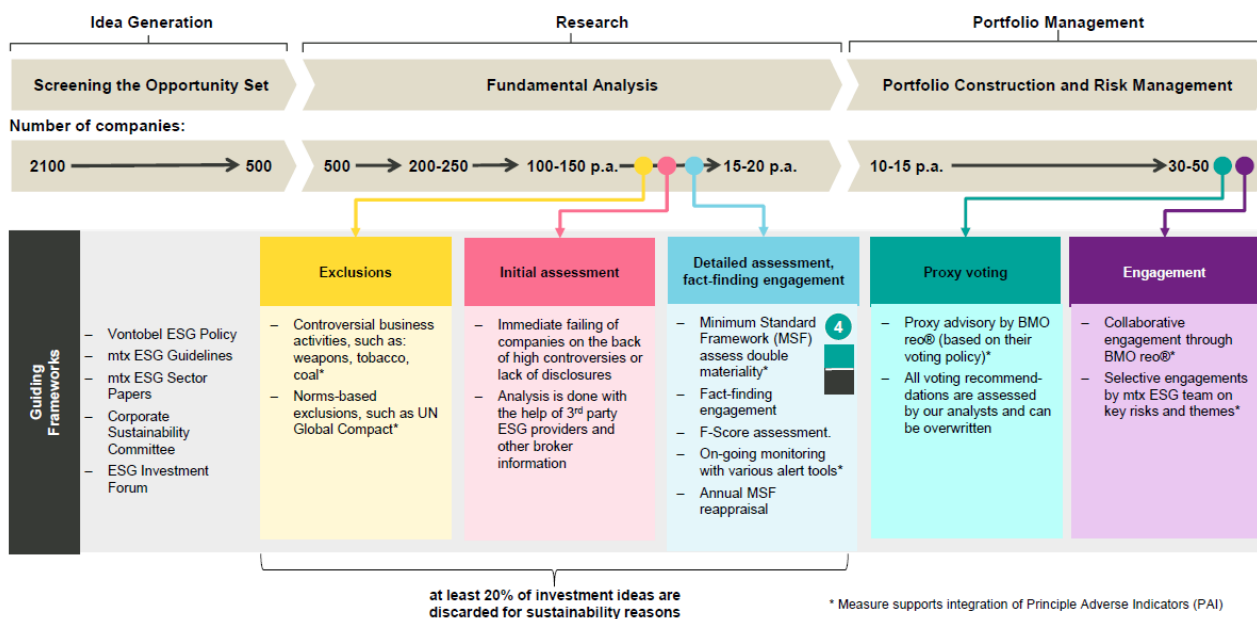 Idea Generation
Research
Portfolio Management
Screening the Opportunity Set
Fundamental Analysis
Portfolio Construction and Risk Management
Number of companies:
2100
500
500
200-250
100-150 p.a.
15-20 p.a.
10-15 p.a.
30-50
Guiding
Frameworks
– Vontobel ESG Policy
– mtx ESG Guidelines
– mtx ESG Sector
Papers
– Corporate
Sustainability
Committee
– ESG Investment
Forum
Exclusions
– Controversial business
activities, such as:
weapons, tobacco,
coal*
– Norms-based
exclusions, such as UN
Global Compact*
Initial assessment
– Immediate failing of
companies on the back
of high controversies or
lack of disclosures
– Analysis is done with
the help of 3rd party
ESG providers and
other broker
information
Detailed assessment,
fact-finding engagement
– Minimum Standard
Framework (MSF)
assess double
materiality*
4
– Fact-finding
engagement
– F-Score assessment.
– On-going monitoring
with various alert tools*
– Annual MSF
reappraisal
Proxy voting
– Proxy advisory by BMO
reo® (based on their
voting policy)*
– All voting recommen-
dations are assessed
by our analysts and can
be overwritten
Engagement
– Collaborative
engagement through
BMO reo®*
– Selective engagements
by mtx ESG team on
key risks and themes*
at least 20% of investment ideas are
discarded for sustainability reasons
* Measure supports integration of Principle Adverse Indicators (PAI)